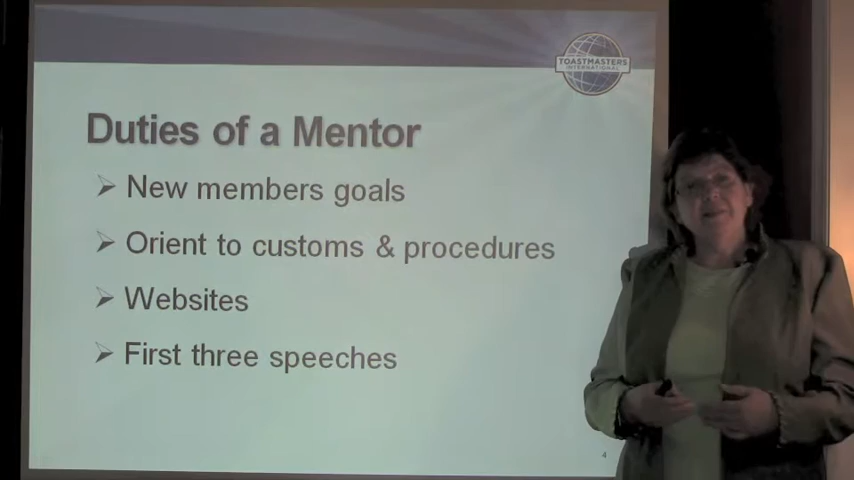 TOASTMASTERS
INTERNATIONAL
Duties of a Mentor
New members goals
Orient to customs & procedures
Websites
First three speeches
4